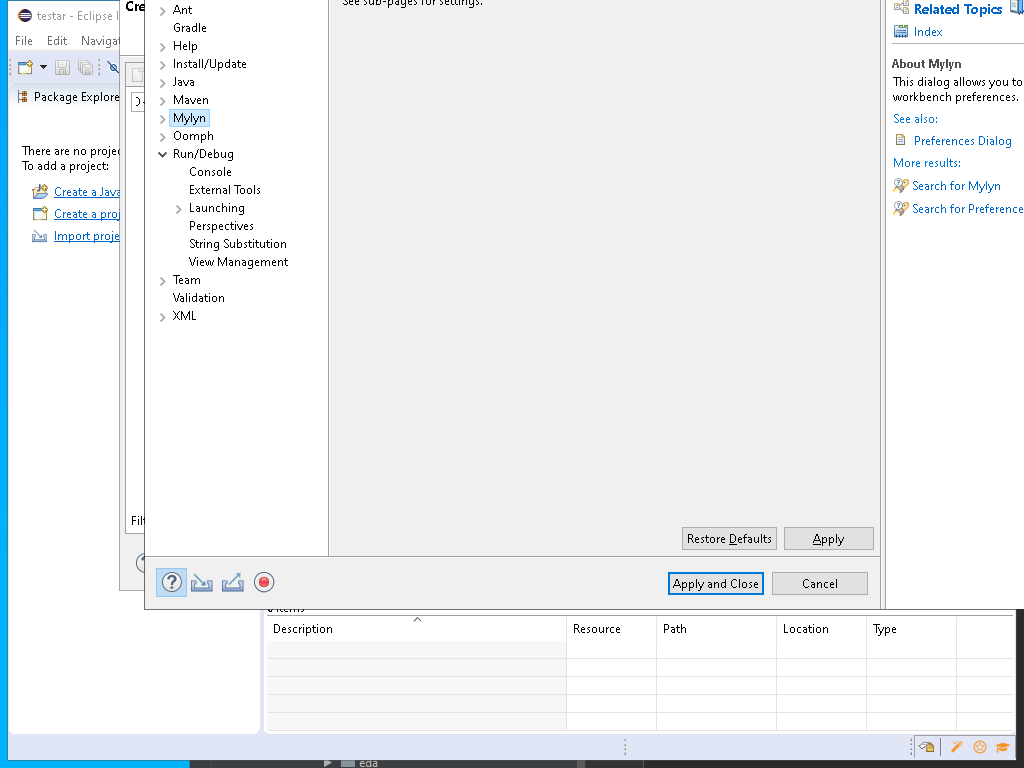 testar - Eclipse I
Cre
File Edit Navigat
Package Explore
There are no projec
To add a project:
Create a Java
Create a proj
Import proje
Filt
Ant
Gradle
Help
Install/Update
Java
Maven
Mylyn
Oomph
Run/Debug
Console
External Tools
Launching
Perspectives
String Substitution
View Management
Team
Validation
XML
See sub-pages for settings.
Restore Defaults Apply
Apply and Close Cancel
Related Topics
Index
About Mylyn
This dialog allows you to
workbench preferences.
See also:
Preferences Dialog
More results:
Search for Mylyn
Search for Preference
0 items
Description Resource Path Location Type
eda